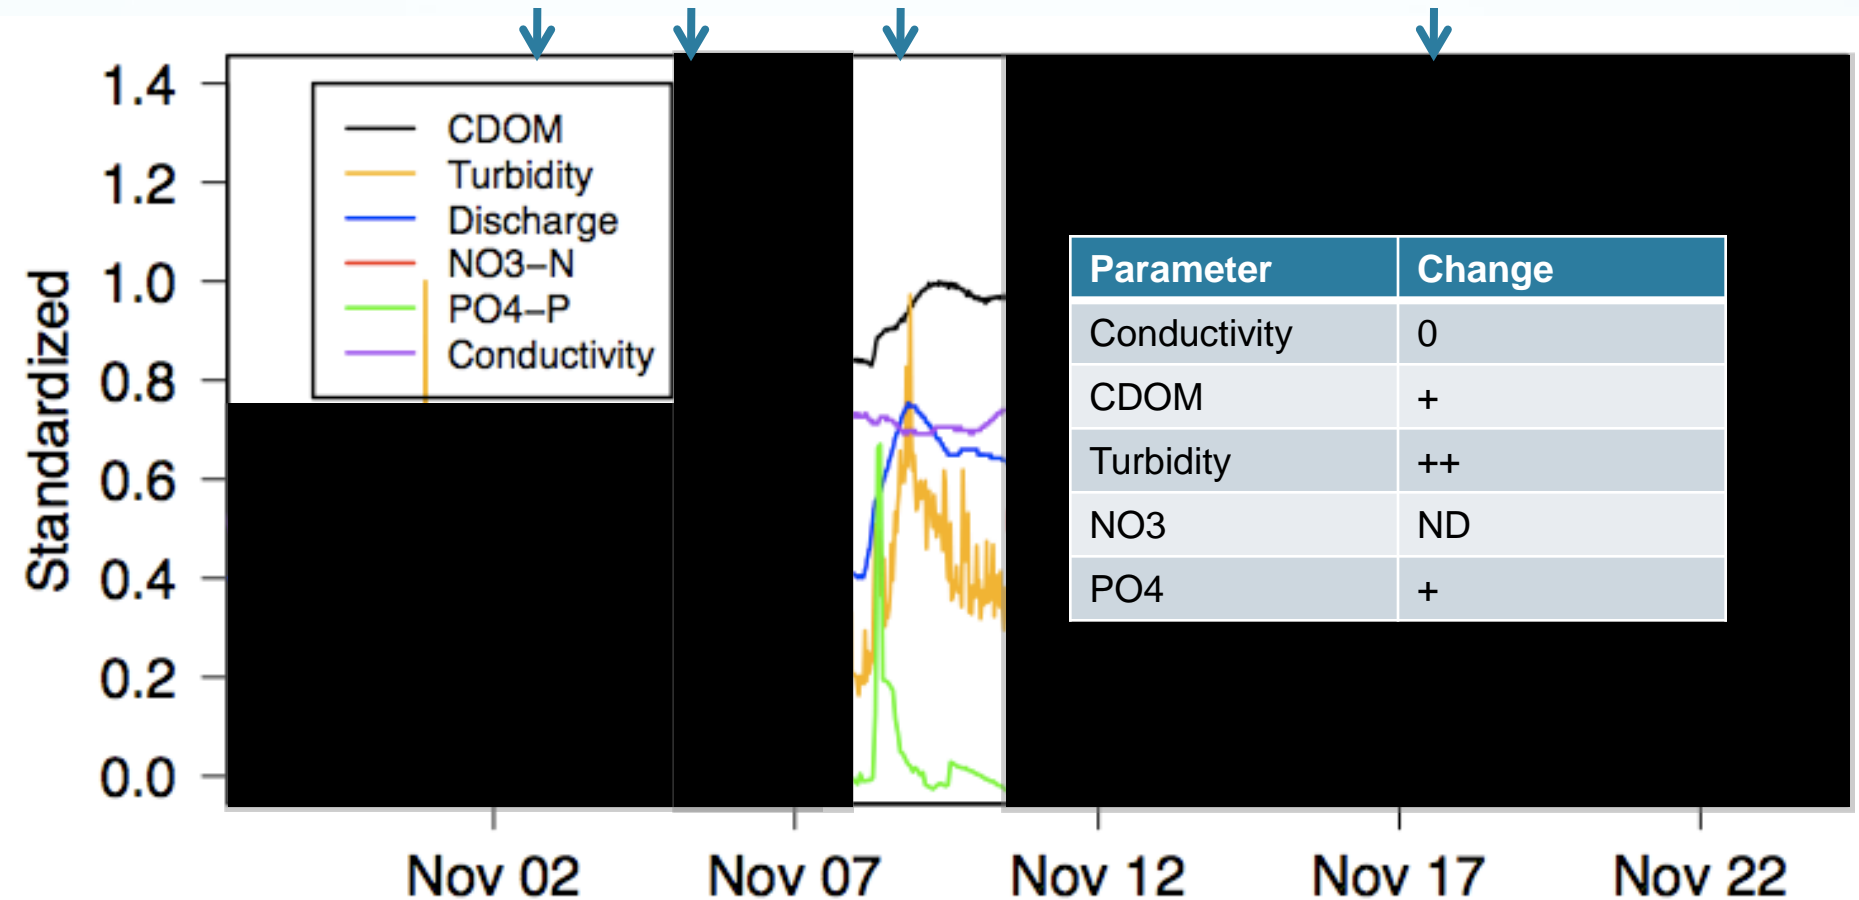 1.4
1.2
1.0
0.8
0.6
0.4
0.2
0.0
Standardized
CDOM
Turbidity
Discharge
NO3–N
PO4–P
Conductivity
Parameter Change
Conductivity 0
CDOM +
Turbidity ++
NO3 ND
PO4 +
Nov 02 Nov 07 Nov 12 Nov 17 Nov 22